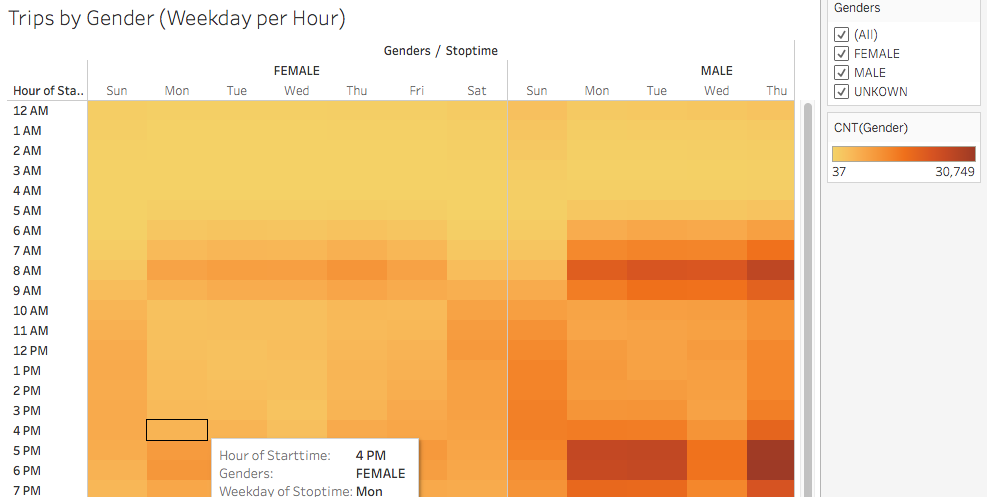 Trips by Gender (Weekday per Hour)
Genders / Stoptime
FEMALE MALE
Hour of Sta.. Sun Mon Tue Wed Thu Fri Sat Sun Mon Tue Wed Thu
12 AM
1 AM
2 AM
3 AM
4 AM
5 AM
6 AM
7 AM
8 AM
9 AM
10 AM
11 AM
12 PM
1 PM
2 PM
3 PM
4 PM
5 PM
6 PM
7 PM
Hour of Starttime: 4 PM
Genders: FEMALE
Weekday of Stoptime: Mon
Genders
(All)
FEMALE
MALE
UNKOWN
CNT(Gender)
37 30,749